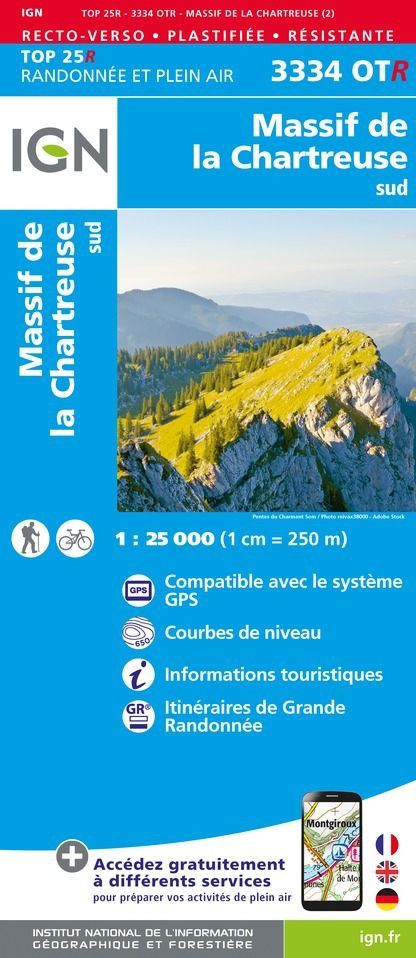 IGN TOP 25R - 3334 OTR - MASSIF DE LA CHARTREUSE (2)
RECTO-VERSO • PLASTIFIÉE • RÉSISTANTE
TOP 25R
RANDONNÉE ET PLEIN AIR
3334 OTR
IGN
Massif de
la Chartreuse
sud
Massif de
la Chartreuse
sud
Pentes du Charmant Som / Photo roivax38000 - Adobe Stock
1 : 25 000 (1 cm = 250 m)
GPS
Compatible avec le système
GPS
650
Courbes de niveau
i
Informations touristiques
GR®
Itinéraires de Grande
Randonnée
+
Accédez gratuitement
à différents services
pour préparer vos activités de plein air
Montgiroux
INSTITUT NATIONAL DE L'INFORMATION
GÉOGRAPHIQUE ET FORESTIÈRE
ign.fr